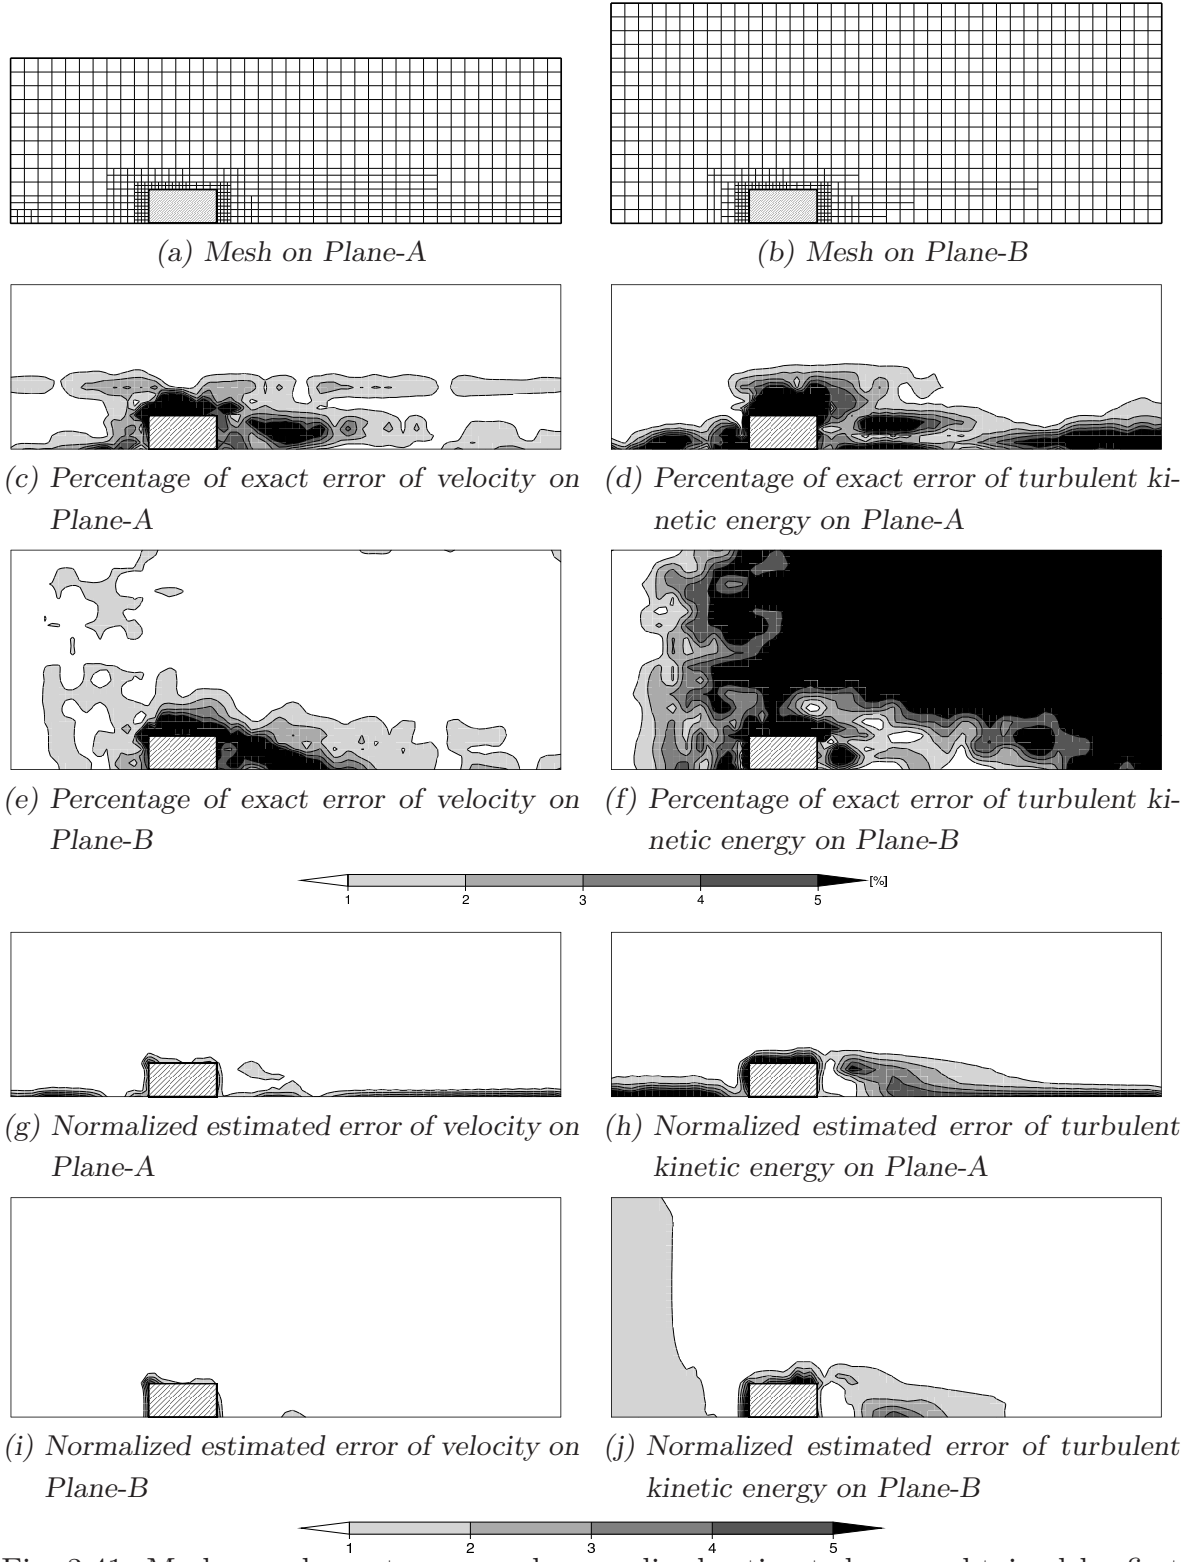 (a) Mesh on Plane-A
(b) Mesh on Plane-B
(c) Percentage of exact error of velocity on
Plane-A
(d) Percentage of exact error of turbulent ki-
netic energy on Plane-A
(e) Percentage of exact error of velocity on
Plane-B
(f) Percentage of exact error of turbulent ki-
netic energy on Plane-B
[%]
1 2 3 4 5
(g) Normalized estimated error of velocity on
Plane-A
(h) Normalized estimated error of turbulent
kinetic energy on Plane-A
(i) Normalized estimated error of velocity on
Plane-B
(j) Normalized estimated error of turbulent
kinetic energy on Plane-B
1 2 3 4 5